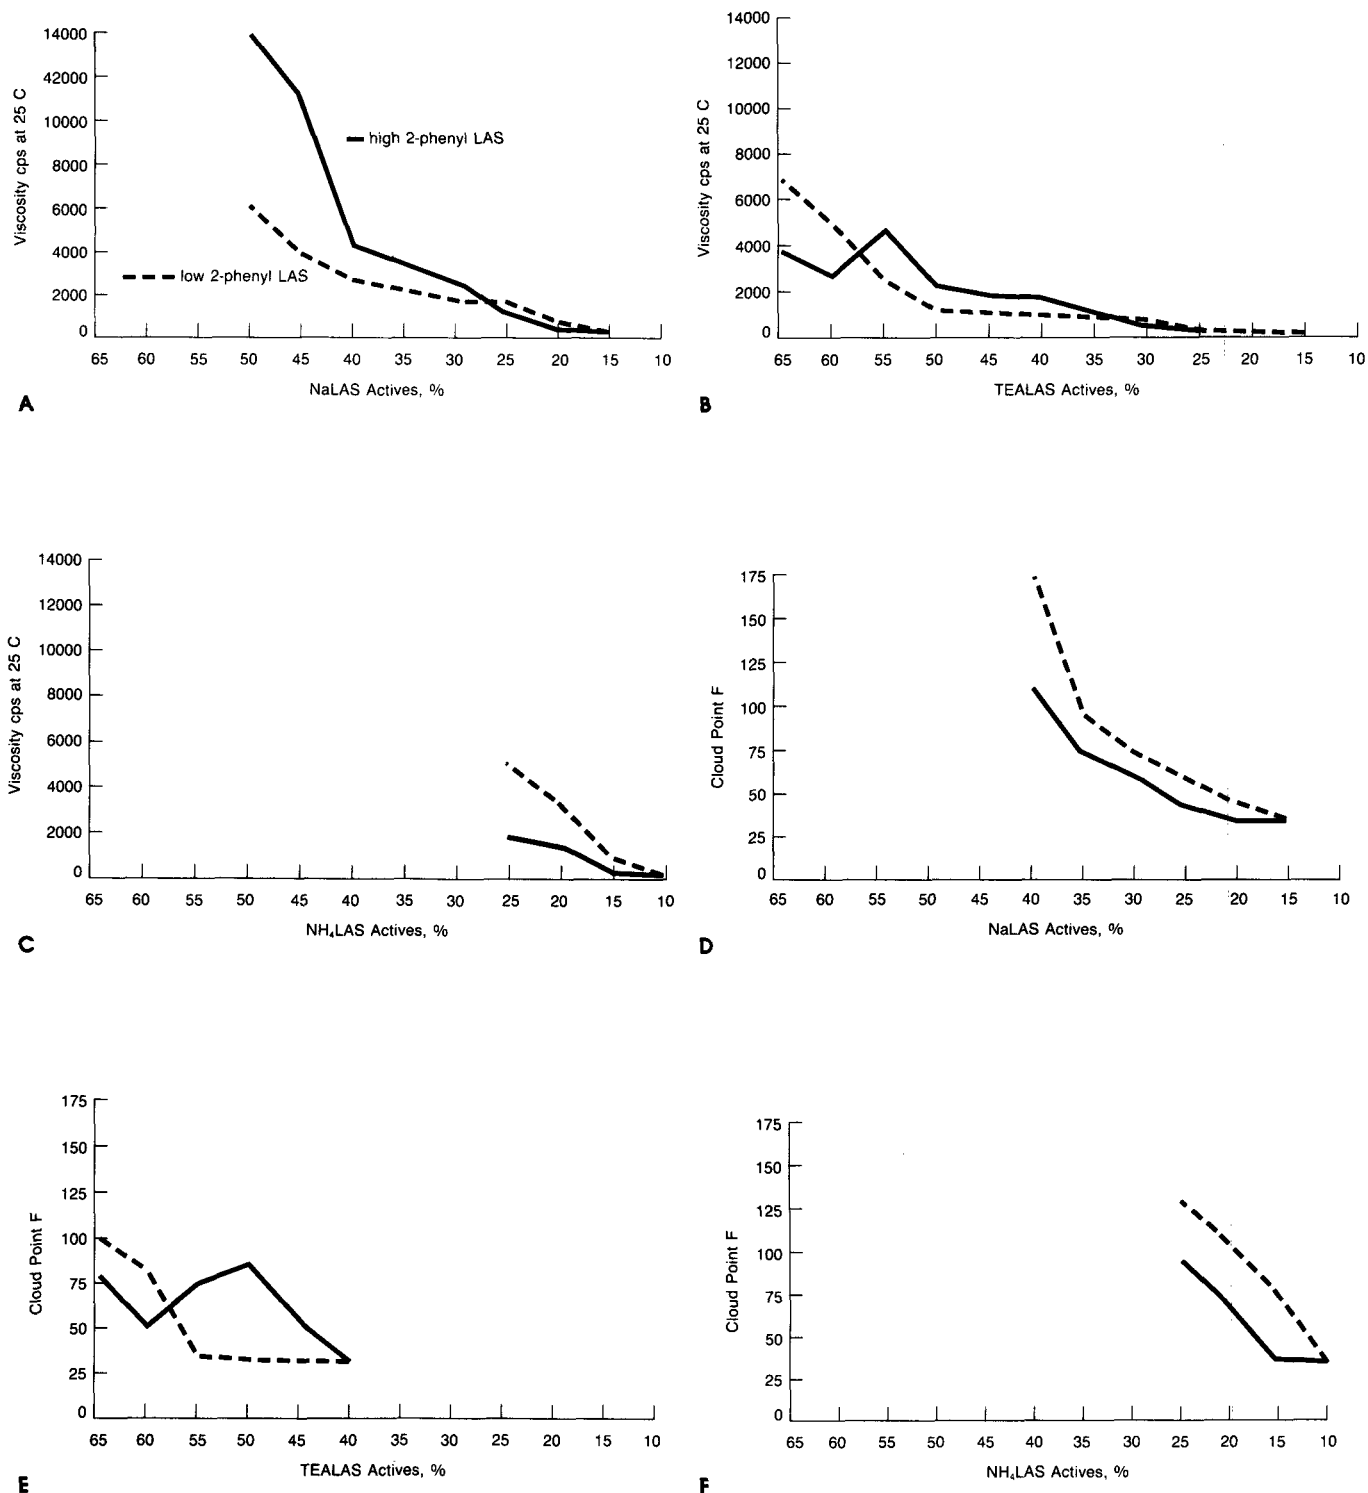 14000
42000
10000
8000
6000
4000
2000
0
Viscosity cps at 25 C
high 2-phenyl LAS
low 2-phenyl LAS
65 60 55 50 45 40 35 30 25 20 15 10
NaLAS Actives, %
A
14000
12000
10000
8000
6000
4000
2000
0
Viscosity cps at 25 C
65 60 55 50 45 40 35 30 25 20 15 10
TEALAS Actives, %
B
14000
12000
10000
8000
6000
4000
2000
0
Viscosity cps at 25 C
65 60 55 50 45 40 35 30 25 20 15 10
NH₄LAS Actives, %
C
175
150
125
100
75
50
25
0
Cloud Point F
65 60 55 50 45 40 35 30 25 20 15 10
NaLAS Actives, %
D
175
150
125
100
75
50
25
0
Cloud Point F
65 60 55 50 45 40 35 30 25 20 15 10
TEALAS Actives, %
E
175
150
125
100
75
50
25
0
Cloud Point F
65 60 55 50 45 40 35 30 25 20 15 10
NH₄LAS Actives, %
F